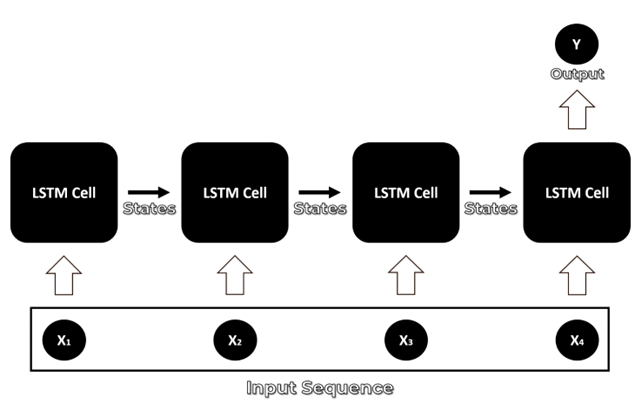 Y
Output
LSTM Cell
States
LSTM Cell
States
LSTM Cell
States
LSTM Cell
X₁
X₂
X₃
X₄
Input Sequence